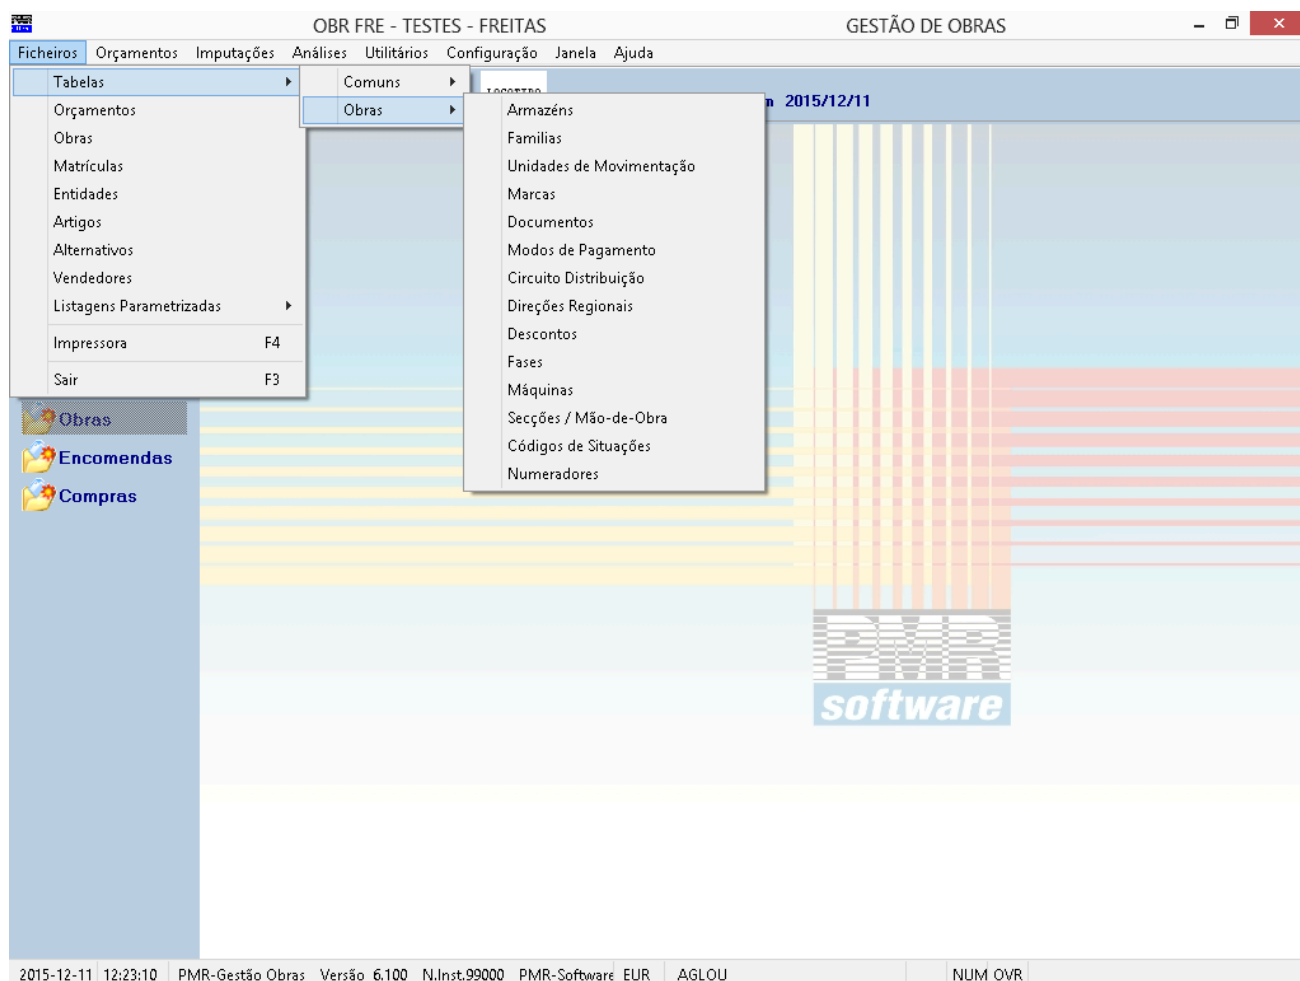 OBR FRE - TESTES - FREITAS GESTÃO DE OBRAS
Ficheiros Orçamentos Imputações Análises Utilitários Configuração Janela Ajuda
Tabelas
Orçamentos
Obras
Matrículas
Entidades
Artigos
Alternativos
Vendedores
Listagens Parametrizadas
Impressora F4
Sair F3
Comuns
Obras
Armazéns
Familias
Unidades de Movimentação
Marcas
Documentos
Modos de Pagamento
Circuito Distribuição
Direções Regionais
Descontos
Fases
Máquinas
Secções / Mão-de-Obra
Códigos de Situações
Numeradores
2015/12/11
Obras
Encomendas
Compras
PMR
software
2015-12-11 12:23:10 PMR-Gestão Obras Versão 6.100 N.Inst.99000 PMR-Software EUR AGLOU NUM OVR